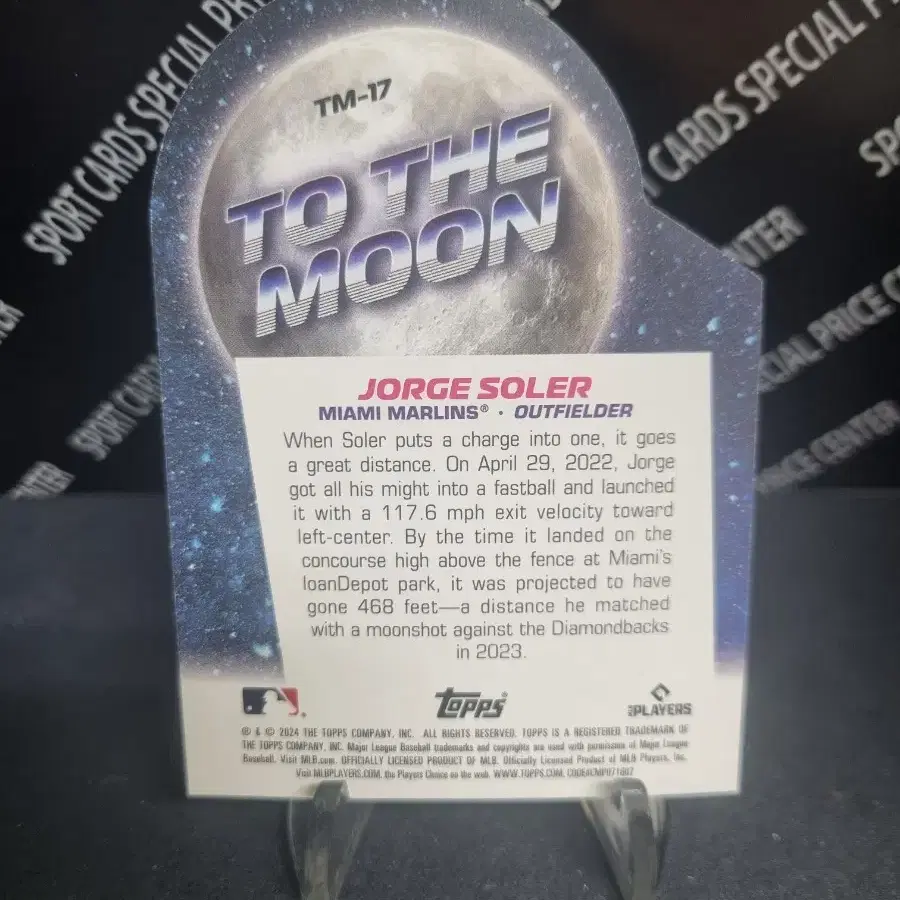 TM-17
TO THE
MOON
JORGE SOLER
MIAMI MARLINS® · OUTFIELDER
When Soler puts a charge into one, it goes
a great distance. On April 29, 2022, Jorge
got all his might into a fastball and launched
it with a 117.6 mph exit velocity toward
left-center. By the time it landed on the
concourse high above the fence at Miami's
loanDepot park, it was projected to have
gone 468 feet—a distance he matched
with a moonshot against the Diamondbacks
in 2023.
Topps
PLAYERS
® & © 2024 THE TOPPS COMPANY, INC. ALL RIGHTS RESERVED. TOPPS IS A REGISTERED TRADEMARK OF
THE TOPPS COMPANY, INC. Major League Baseball trademarks and copyrights are used with permission of Major League
Baseball. Visit MLB.com. OFFICIALLY LICENSED PRODUCT OF MLB. Officially Licensed Product of MLB Players, Inc.
Visit MLBPLAYERS.COM, the Players Choice on the web. WWW.TOPPS.COM.
SPORT CARDS SPECIAL PR
CARDS SPECIAL P
SP
SPORT CAR
CIAL PRICE C
PRICE CENTER